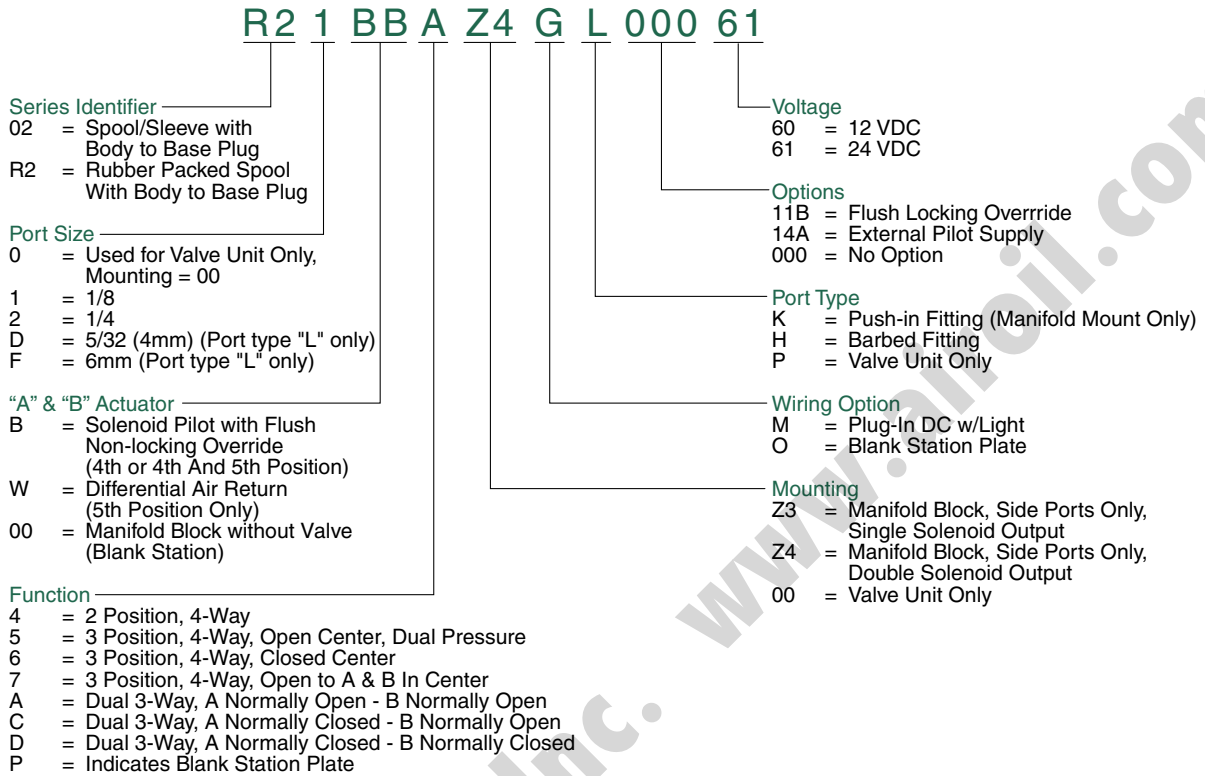 R2 1 BB A Z4 G L 000 61
Series Identifier
02 = Spool/Sleeve with
Body to Base Plug
R2 = Rubber Packed Spool
With Body to Base Plug
Port Size
0 = Used for Valve Unit Only,
Mounting = 00
1 = 1/8
2 = 1/4
D = 5/32 (4mm) (Port type "L" only)
F = 6mm (Port type "L" only)
“A” & “B” Actuator
B = Solenoid Pilot with Flush
Non-locking Override
(4th or 4th And 5th Position)
W = Differential Air Return
(5th Position Only)
00 = Manifold Block without Valve
(Blank Station)
Function
4 = 2 Position, 4-Way
5 = 3 Position, 4-Way, Open Center, Dual Pressure
6 = 3 Position, 4-Way, Closed Center
7 = 3 Position, 4-Way, Open to A & B In Center
A = Dual 3-Way, A Normally Open - B Normally Open
C = Dual 3-Way, A Normally Closed - B Normally Open
D = Dual 3-Way, A Normally Closed - B Normally Closed
P = Indicates Blank Station Plate
Voltage
60 = 12 VDC
61 = 24 VDC
Options
11B = Flush Locking Overrride
14A = External Pilot Supply
000 = No Option
Port Type
K = Push-in Fitting (Manifold Mount Only)
H = Barbed Fitting
P = Valve Unit Only
Wiring Option
M = Plug-In DC w/Light
O = Blank Station Plate
Mounting
Z3 = Manifold Block, Side Ports Only,
Single Solenoid Output
Z4 = Manifold Block, Side Ports Only,
Double Solenoid Output
00 = Valve Unit Only
nc. www.airoil.com